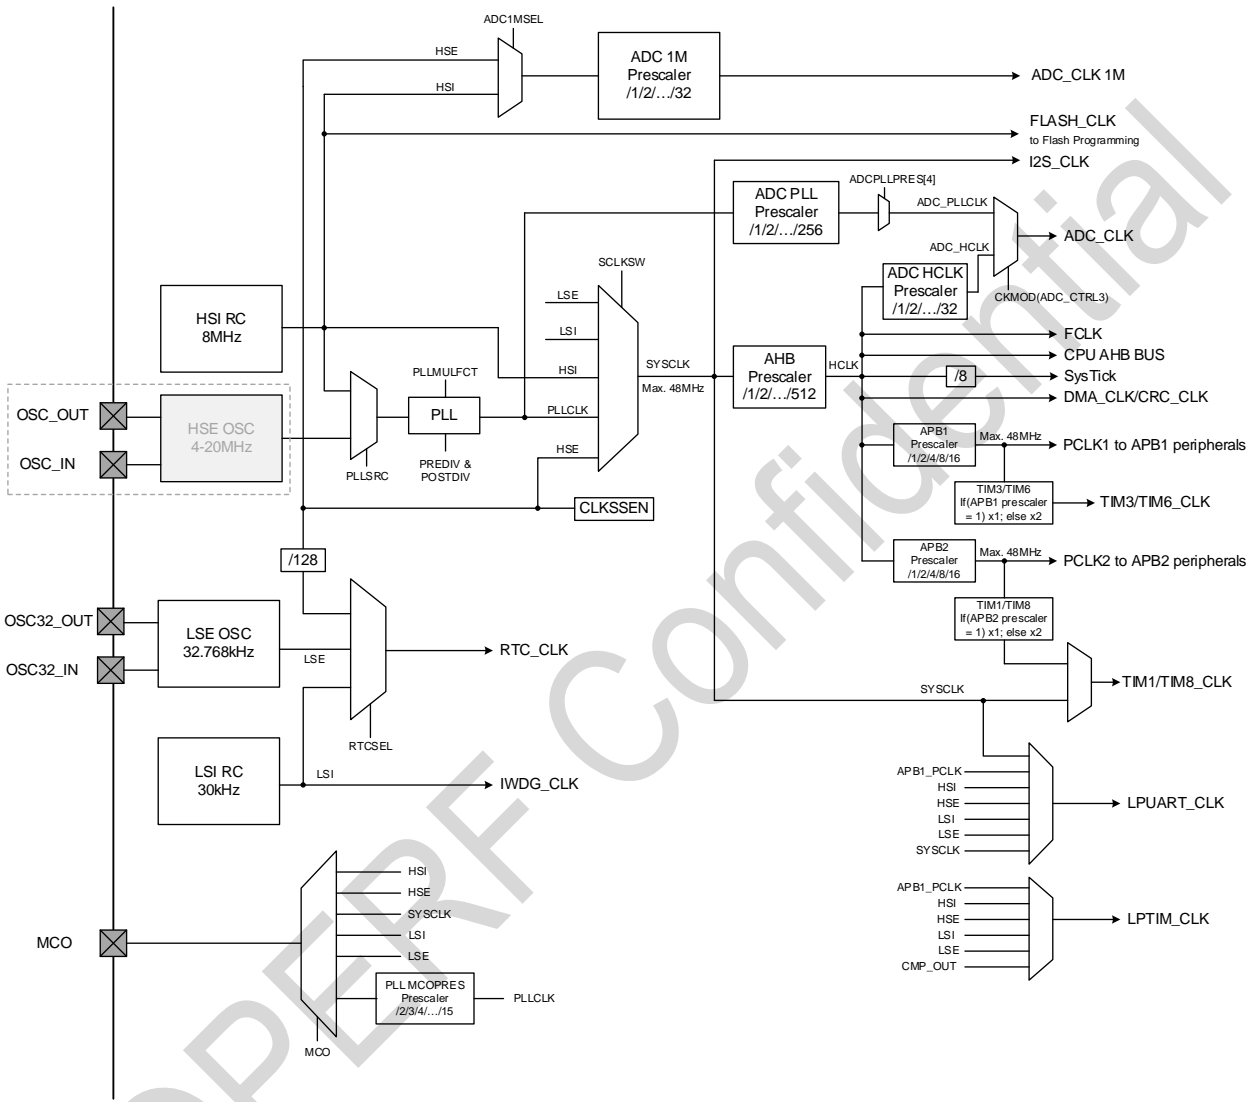 ADC1MSEL
HSE
HSI
ADC 1M
Prescaler
/1/2/…/32
ADC_CLK 1M
FLASH_CLK
to Flash Programming
I2S_CLK
ADCPLLPRES[4]
ADC PLL
Prescaler
/1/2/…/256
ADC_PLLCLK
ADC_CLK
ADC_HCLK
ADC HCLK
Prescaler
/1/2/…/32
CKMOD(ADC_CTRL3)
SCLKSW
LSE
LSI
HSI
PLLCLK
HSE
HSI RC
8MHz
SYSCLK
Max. 48MHz
AHB
Prescaler
/1/2/…/512
HCLK
FCLK
CPU AHB BUS
/8
SysTick
DMA_CLK/CRC_CLK
OSC_OUT
OSC_IN
HSE OSC
4-20MHz
PLLMULFCT
PLL
PREDIV &
POSTDIV
PLLSRC
CLKSSEN
APB1
Prescaler
/1/2/4/8/16
Max. 48MHz
PCLK1 to APB1 peripherals
TIM3/TIM6
If(APB1 prescaler
= 1) x1; else x2
TIM3/TIM6_CLK
APB2
Prescaler
/1/2/4/8/16
Max. 48MHz
PCLK2 to APB2 peripherals
TIM1/TIM8
If(APB2 prescaler
= 1) x1; else x2
TIM1/TIM8_CLK
SYSCLK
/128
OSC32_OUT
OSC32_IN
LSE OSC
32.768kHz
LSE
RTC_CLK
RTCSEL
LSI RC
30kHz
LSI
IWDG_CLK
APB1_PCLK
HSI
HSE
LSI
LSE
SYSCLK
LPUART_CLK
APB1_PCLK
HSI
HSE
LSI
LSE
CMP_OUT
LPTIM_CLK
MCO
HSI
HSE
SYSCLK
LSI
LSE
PLL MCOPRES
Prescaler
/2/3/4/…/15
PLLCLK
MCO
OPERF Confidential